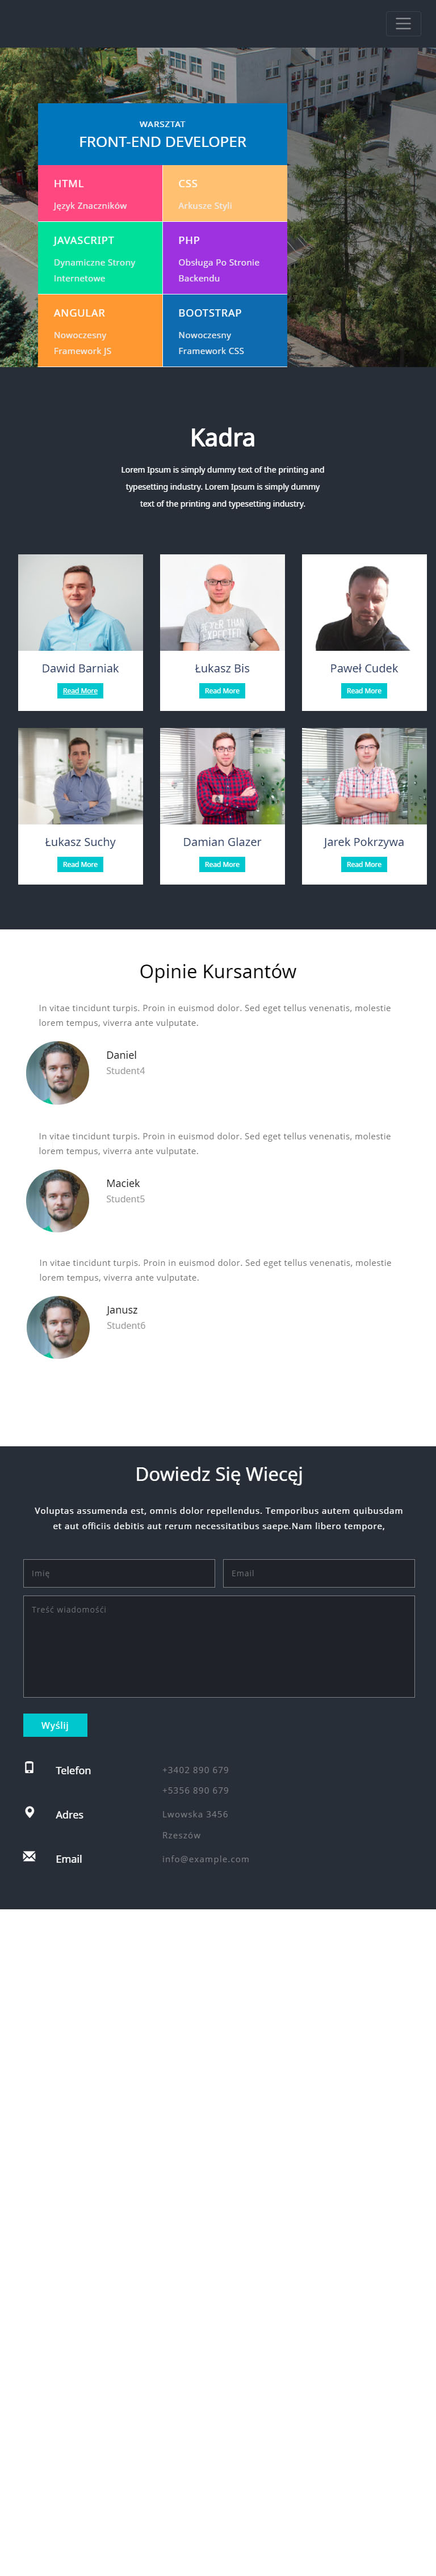 WARSZTAT
FRONT-END DEVELOPER
HTML
Język Znaczników
CSS
Arkusze Styli
JAVASCRIPT
Dynamiczne Strony
Internetowe
PHP
Obsługa Po Stronie
Backendu
ANGULAR
Nowoczesny
Framework JS
BOOTSTRAP
Nowoczesny
Framework CSS
Kadra
Lorem Ipsum is simply dummy text of the printing and
typesetting industry. Lorem Ipsum is simply dummy
text of the printing and typesetting industry.
Dawid Barniak
Read More
Łukasz Bis
NEVER THAN
EXPECTED
Read More
Paweł Cudek
Read More
Łukasz Suchy
Read More
Damian Glazer
Read More
Jarek Pokrzywa
Read More
Opinie Kursantów
In vitae tincidunt turpis. Proin in euismod dolor. Sed eget tellus venenatis, molestie
lorem tempus, viverra ante vulputate.
Daniel
Student4
In vitae tincidunt turpis. Proin in euismod dolor. Sed eget tellus venenatis, molestie
lorem tempus, viverra ante vulputate.
Maciek
Student5
In vitae tincidunt turpis. Proin in euismod dolor. Sed eget tellus venenatis, molestie
lorem tempus, viverra ante vulputate.
Janusz
Student6
Dowiedz Się Wiecęj
Voluptas assumenda est, omnis dolor repellendus. Temporibus autem quibusdam
et aut officiis debitis aut rerum necessitatibus saepe.Nam libero tempore,
Imię
Email
Treść wiadomośći
Wyślij
Telefon
+3402 890 679
+5356 890 679
Adres
Lwowska 3456
Rzeszów
Email
info@example.com